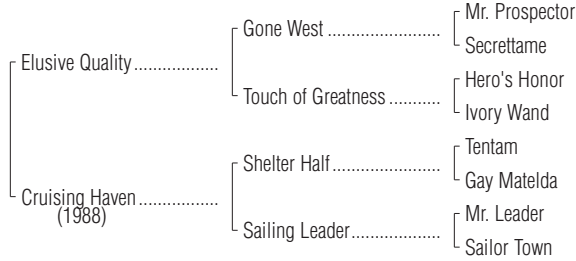 Mr. Prospector
Gone West
Secrettame
Elusive Quality
Hero's Honor
Touch of Greatness
Ivory Wand
Tentam
Shelter Half
Gay Matelda
Cruising Haven
(1988)
Mr. Leader
Sailing Leader
Sailor Town